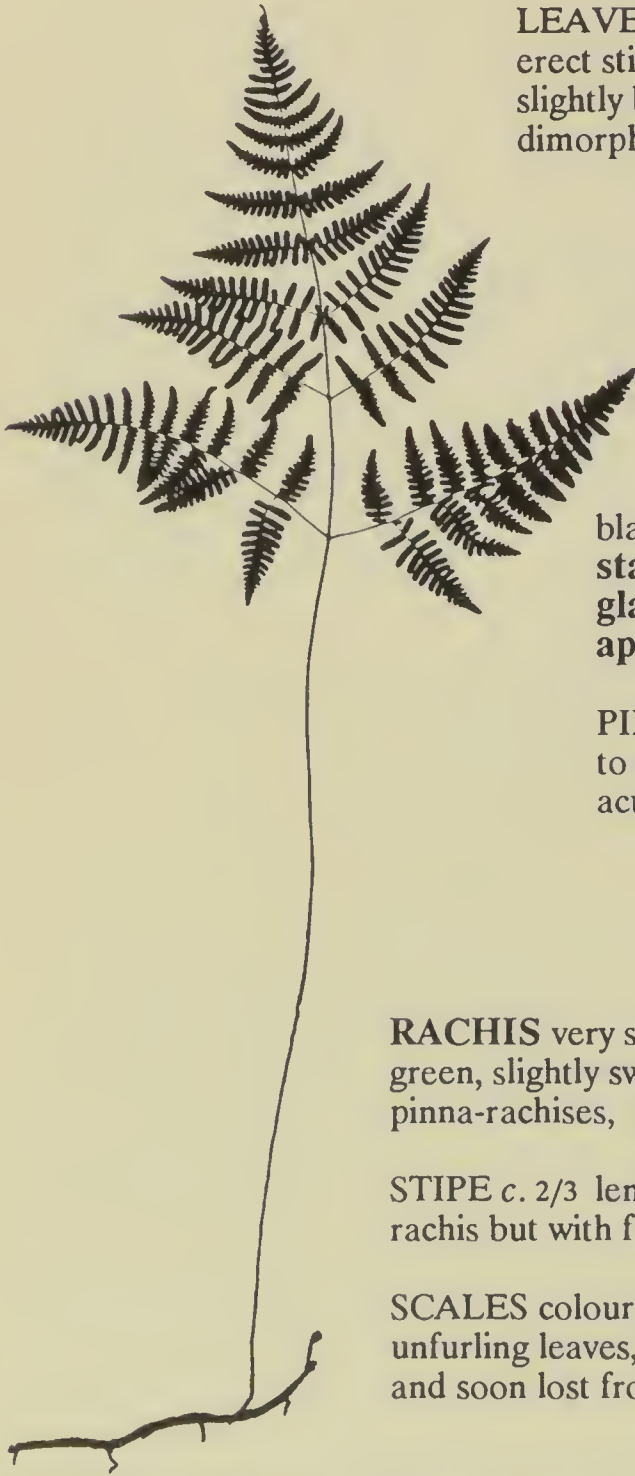 LEAVE
erect sti
slightly b
dimorph
bla
sta
gla
ap
PI
to
acu
RACHIS very s
green, slightly sw
pinna-rachises,
STIPE c. 2/3 len
rachis but with f
SCALES colour
unfurling leaves,
and soon lost fro